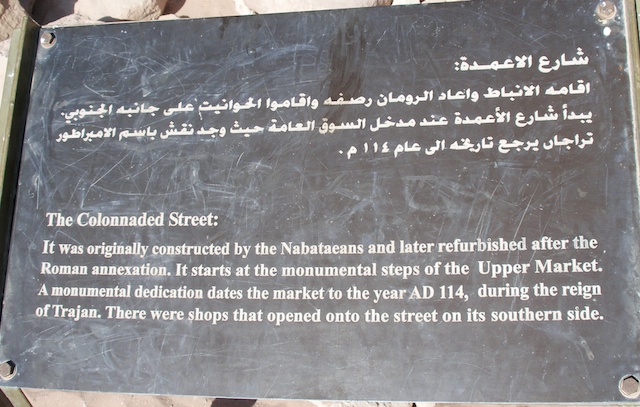 شارع الاعمدة:
اقامه الانباط واعاد الرومان رصفه واقاموا الحوانيت على جانبه الجنوبي.
يبدأ شارع الأعمدة عند مدخل السوق العامة حيث وجد نقش باسم الامبراطور
تراجان يرجع تاريخه الى عام ١١٤ م.
The Colonnaded Street:
It was originally constructed by the Nabataeans and later refurbished after the
Roman annexation. It starts at the monumental steps of the Upper Market.
A monumental dedication dates the market to the year AD 114, during the reign
of Trajan. There were shops that opened onto the street on its southern side.